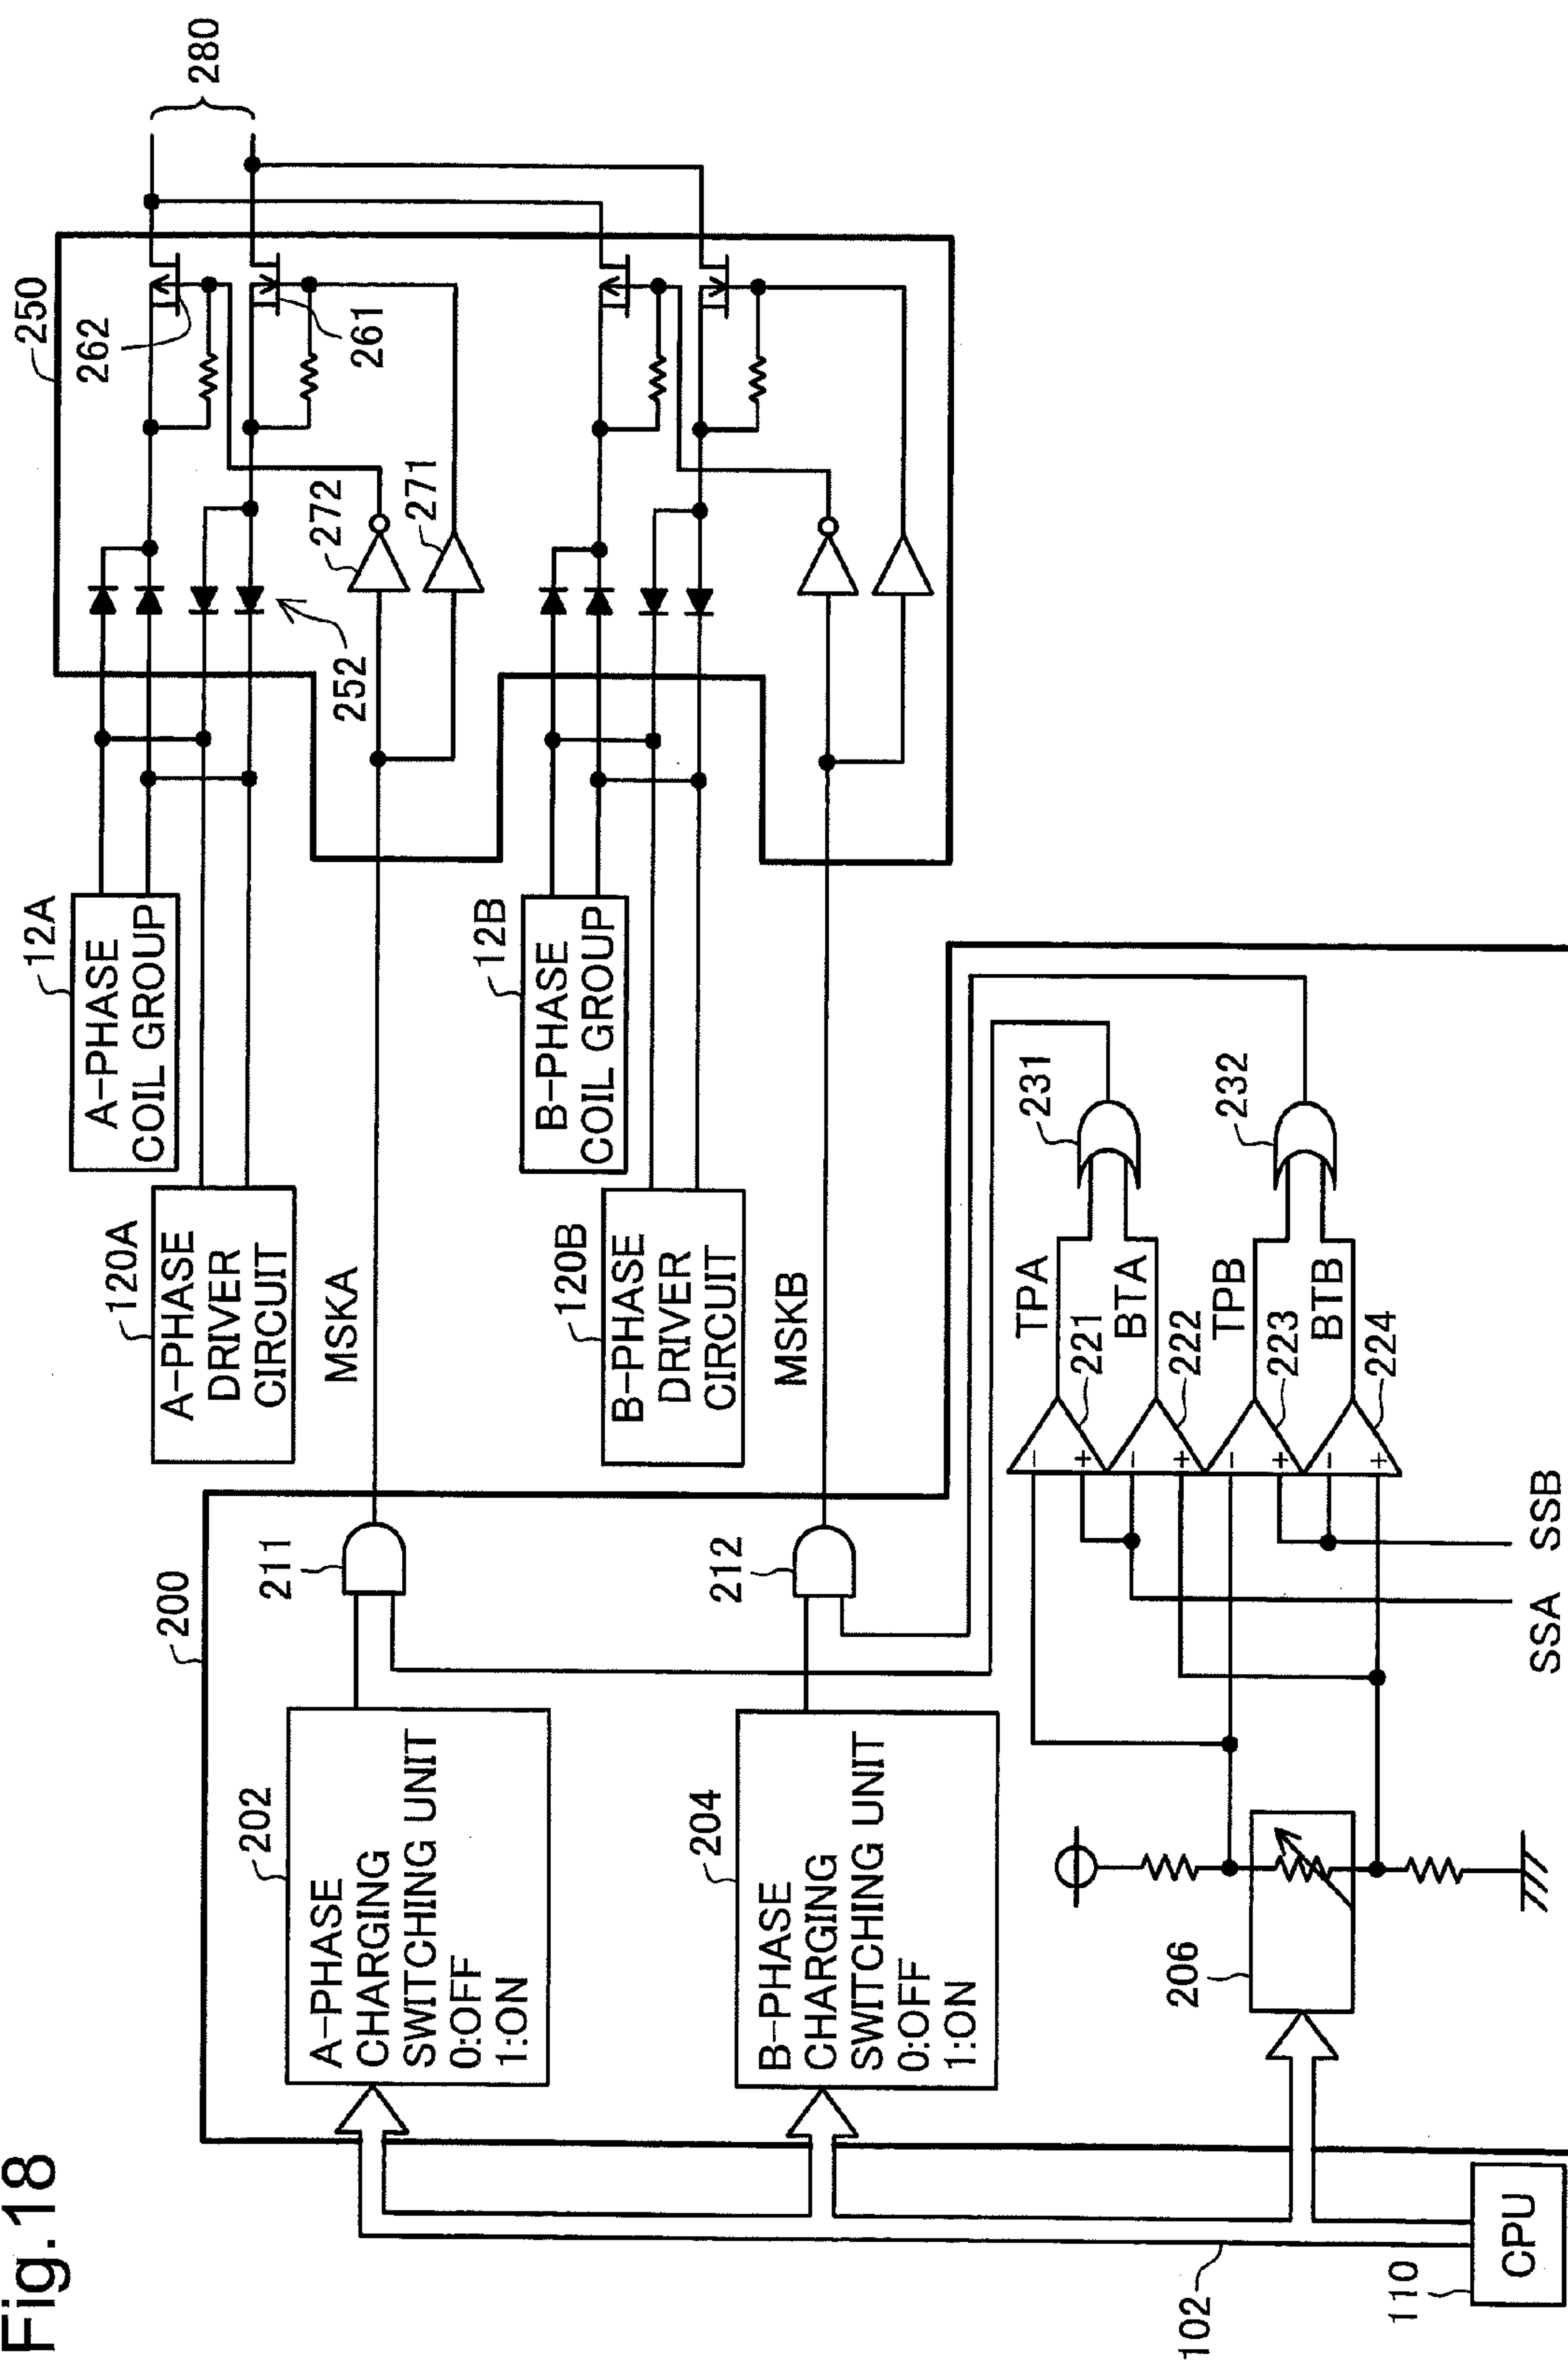 Fig.18
200
202
A-PHASE
CHARGING
SWITCHING UNIT
0:OFF
1:ON
211
MSKA
120A
A-PHASE
DRIVER
CIRCUIT
12A
A-PHASE
COIL GROUP
250
252
262
261
272
271
280
204
B-PHASE
CHARGING
SWITCHING UNIT
0:OFF
1:ON
212
MSKB
120B
B-PHASE
DRIVER
CIRCUIT
12B
B-PHASE
COIL GROUP
206
-
+
-
+
-
+
-
+
221
222
223
224
TPA
BTA
TPB
BTB
231
232
SSA
SSB
102
110
CPU